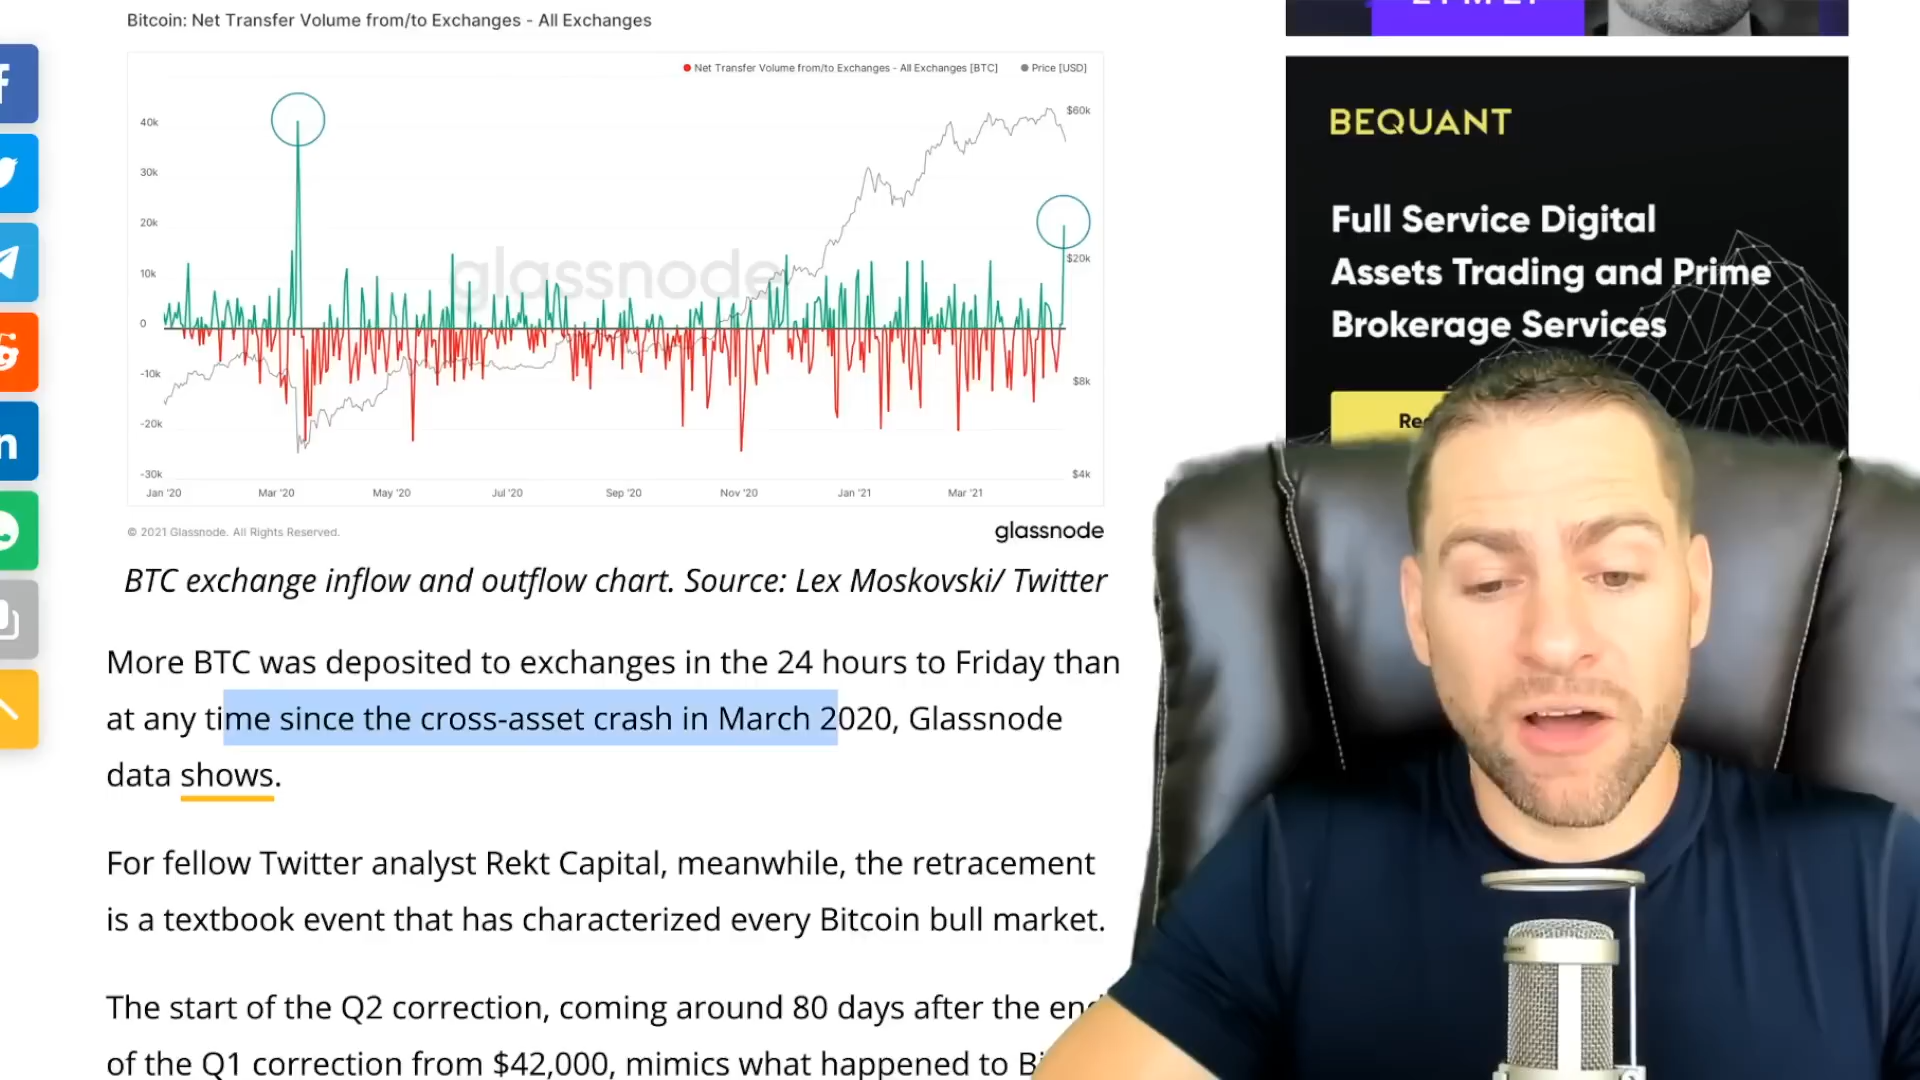 Bitcoin: Net Transfer Volume from/to Exchanges - All Exchanges
Net Transfer Volume from/to Exchanges - All Exchanges [BTC] Price [USD]
40k
30k
20k
10k
0
-10k
-20k
-30k
$60k
$20k
$8k
$4k
glassnode
Jan '20 Mar '20 May '20 Jul '20 Sep '20 Nov '20 Jan '21 Mar '21
© 2021 Glassnode. All Rights Reserved.
glassnode
BTC exchange inflow and outflow chart. Source: Lex Moskovski/ Twitter
More BTC was deposited to exchanges in the 24 hours to Friday than
at any time since the cross-asset crash in March 2020, Glassnode
data shows.
For fellow Twitter analyst Rekt Capital, meanwhile, the retracement
is a textbook event that has characterized every Bitcoin bull market.
The start of the Q2 correction, coming around 80 days after the
of the Q1 correction from $42,000, mimics what happened to
BEQUANT
Full Service Digital
Assets Trading and Prime
Brokerage Services